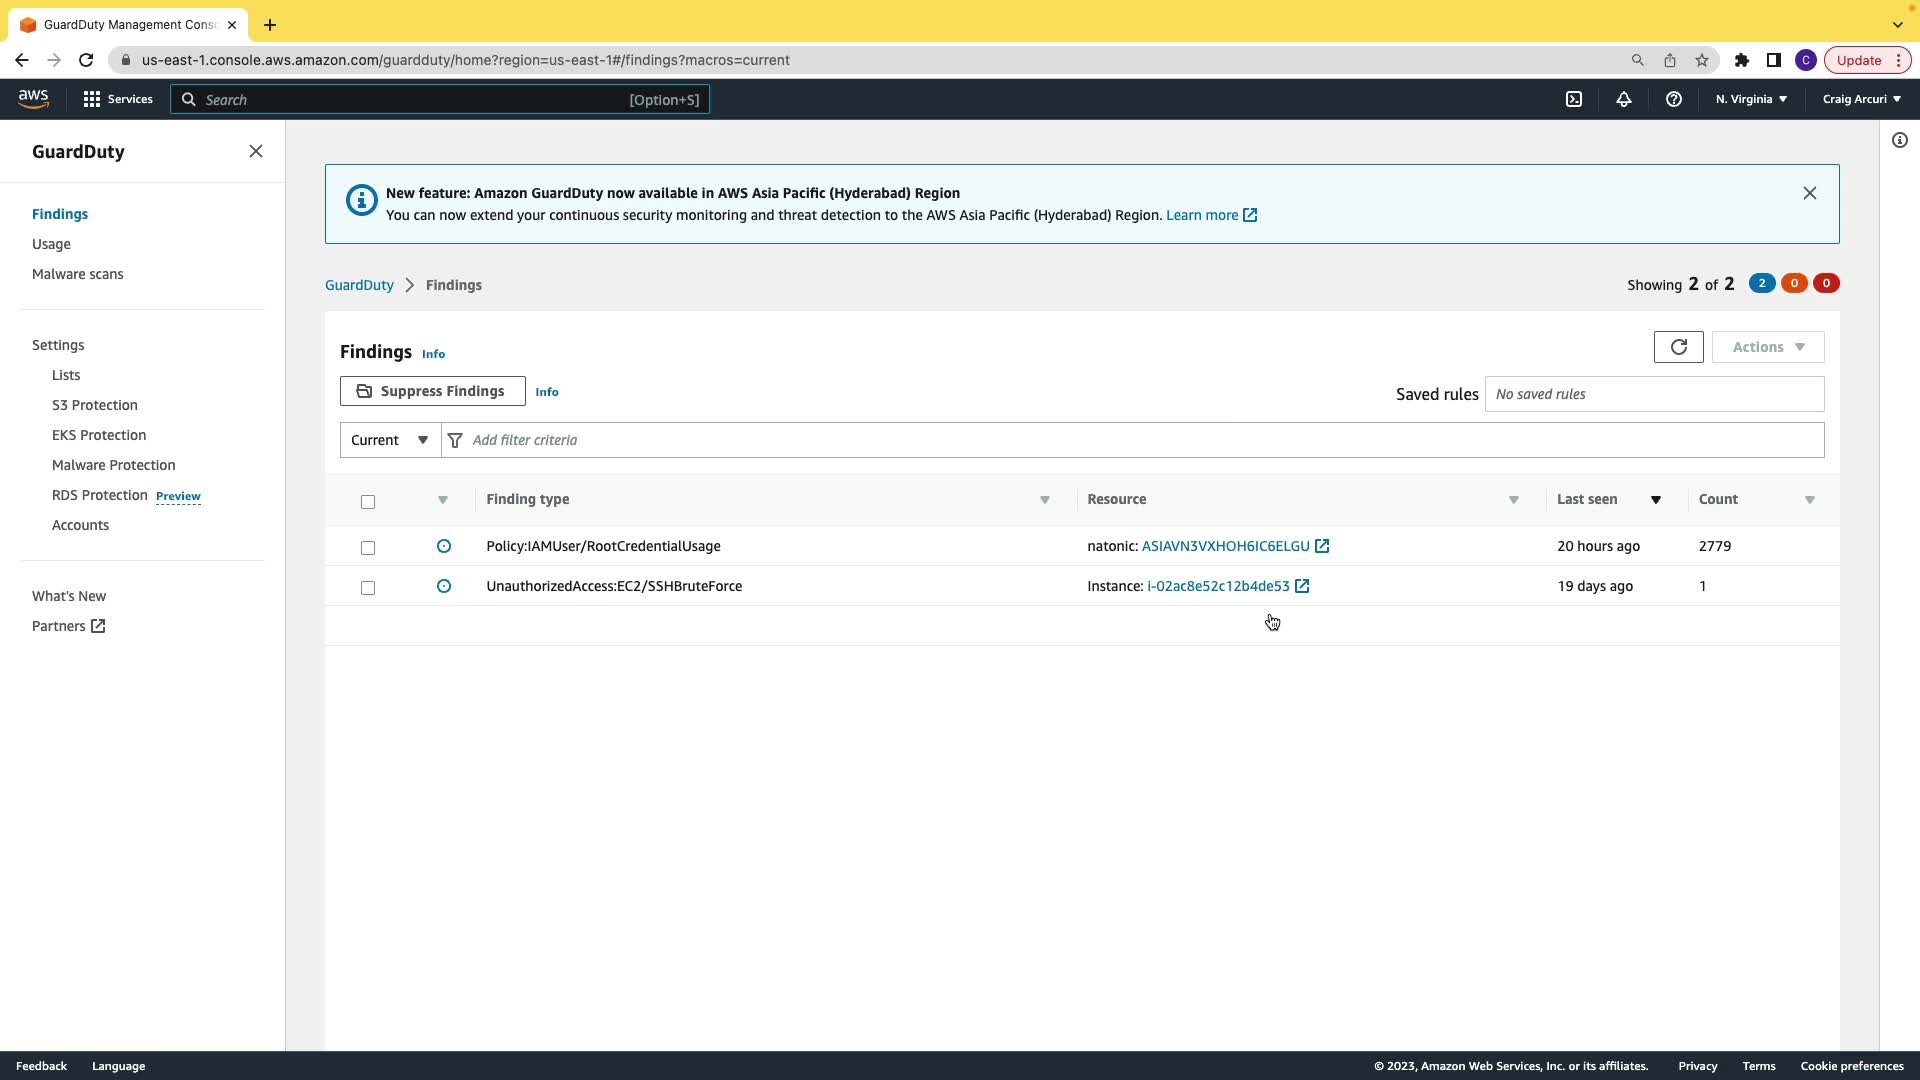 GuardDuty Management Conso
us-east-1.console.aws.amazon.com/guardduty/home?region=us-east-1#/findings?macros=current
C
Update
aws
Services
Search
[Option+S]
N. Virginia
Craig Arcuri
GuardDuty
Findings
Usage
Malware scans
Settings
Lists
S3 Protection
EKS Protection
Malware Protection
RDS Protection Preview
Accounts
What's New
Partners
New feature: Amazon GuardDuty now available in AWS Asia Pacific (Hyderabad) Region
You can now extend your continuous security monitoring and threat detection to the AWS Asia Pacific (Hyderabad) Region. Learn more
GuardDuty > Findings
Showing 2 of 2 2 0 0
Findings Info
Actions
Suppress Findings Info
Saved rules No saved rules
Current Add filter criteria
Finding type Resource Last seen Count
Policy:IAMUser/RootCredentialUsage natonic: ASIAVN3VXHOH6IC6ELGU 20 hours ago 2779
UnauthorizedAccess:EC2/SSHBruteForce Instance: i-02ac8e52c12b4de53 19 days ago 1
Feedback Language © 2023, Amazon Web Services, Inc. or its affiliates. Privacy Terms Cookie preferences